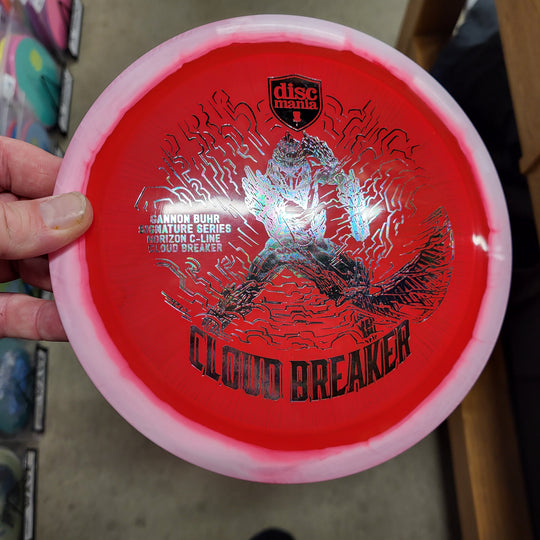 disc
mania
GANNON BUHR
SIGNATURE SERIES
HORIZON C-LINE
CLOUD BREAKER
CLOUD BREAKER